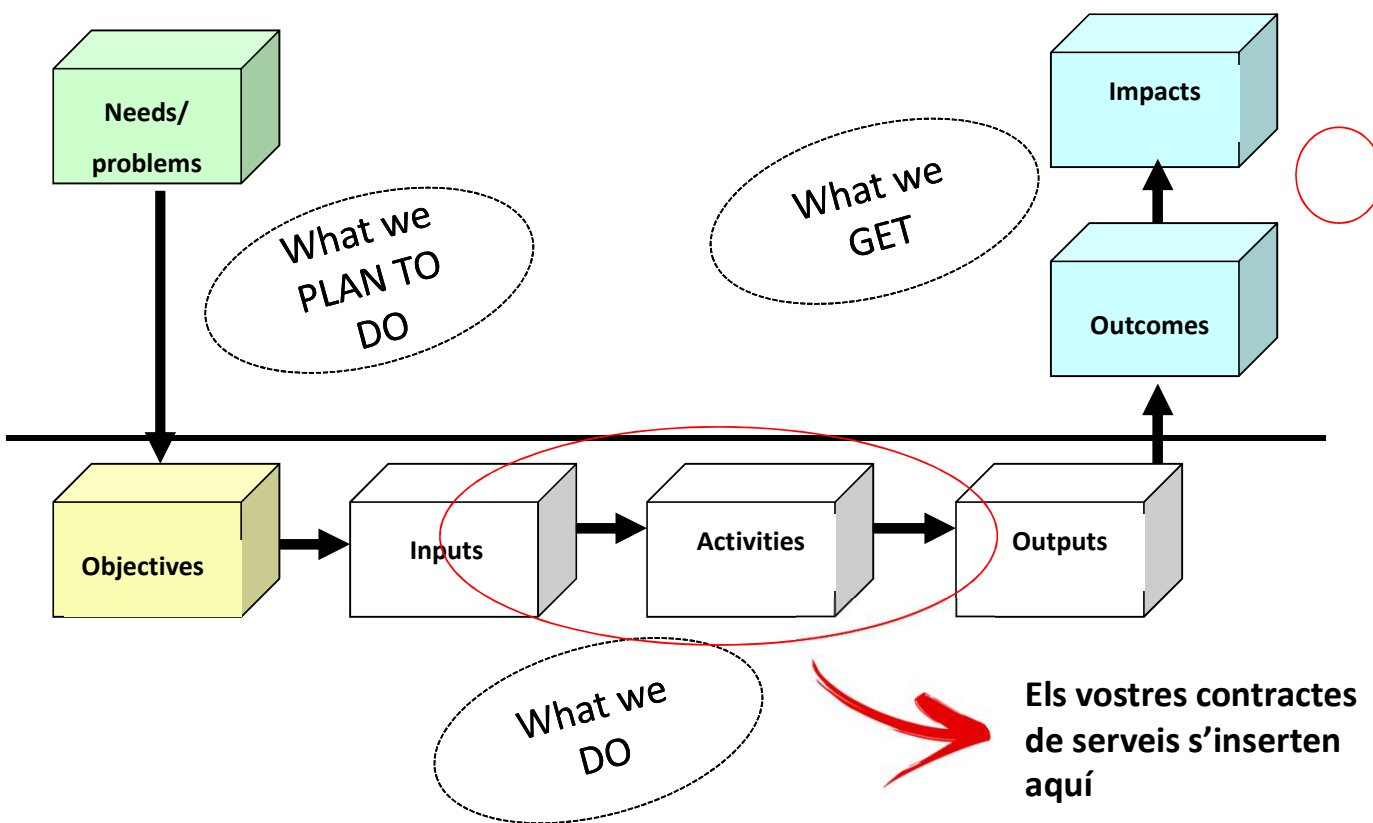 Needs/
problems
What we
PLAN TO
DO
What we
GET
Impacts
Outcomes
Objectives
Inputs
Activities
Outputs
What we
DO
Els vostres contractes
de serveis s’inserten
aquí